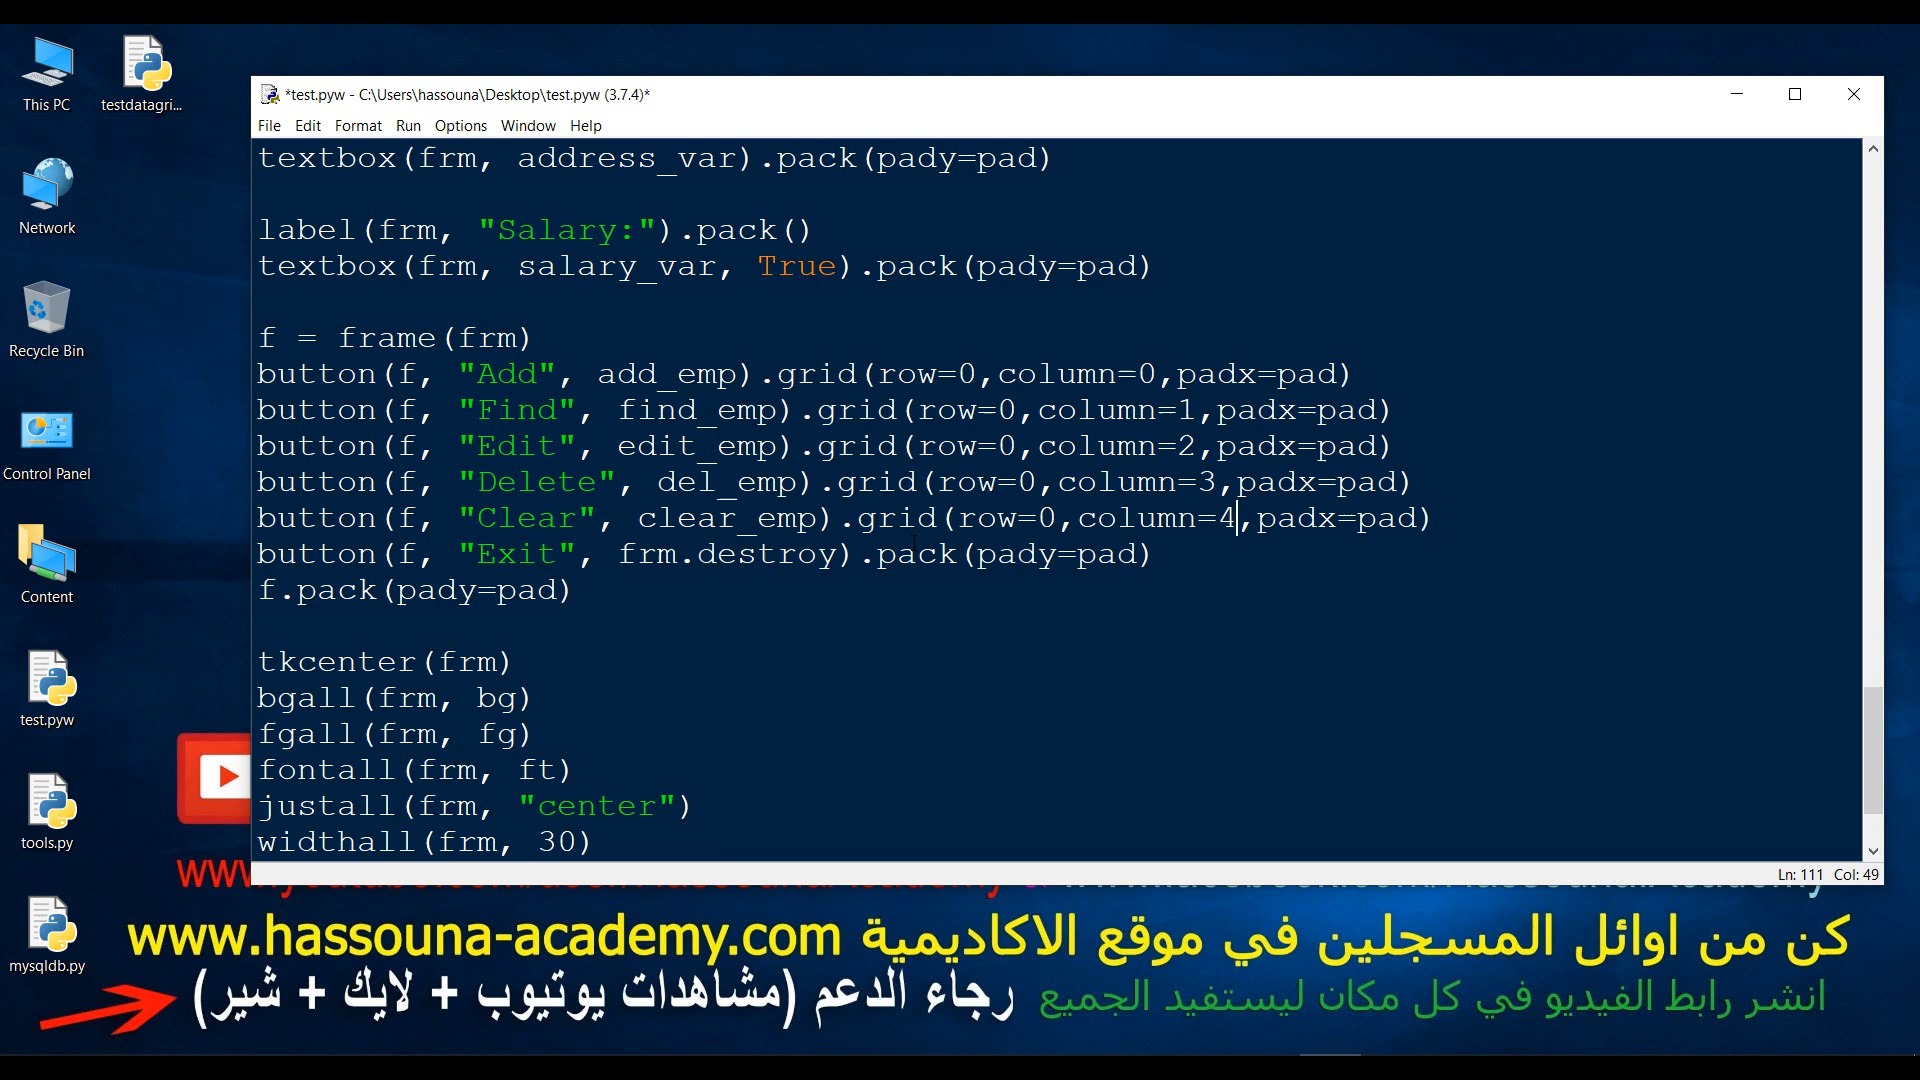 This PC
testdatagri...
Network
Recycle Bin
Control Panel
Content
test.pyw
tools.py
mysqldb.py
*test.pyw - C:\Users\hassouna\Desktop\test.pyw (3.7.4)*
File Edit Format Run Options Window Help
textbox(frm, address_var).pack(pady=pad)
label(frm, "Salary:").pack()
textbox(frm, salary_var, True).pack(pady=pad)
f = frame(frm)
button(f, "Add", add_emp).grid(row=0,column=0,padx=pad)
button(f, "Find", find_emp).grid(row=0,column=1,padx=pad)
button(f, "Edit", edit_emp).grid(row=0,column=2,padx=pad)
button(f, "Delete", del_emp).grid(row=0,column=3,padx=pad)
button(f, "Clear", clear_emp).grid(row=0,column=4,padx=pad)
button(f, "Exit", frm.destroy).pack(pady=pad)
f.pack(pady=pad)
tkcenter(frm)
bgall(frm, bg)
fgall(frm, fg)
fontall(frm, ft)
justall(frm, "center")
widthall(frm, 30)
Ln: 111 Col: 49
كن من اوائل المسجلين في موقع الاكاديمية www.hassouna-academy.com
انشر رابط الفيديو في كل مكان ليستفيد الجميع رجاء الدعم (مشاهدات يوتيوب + لايك + شير)